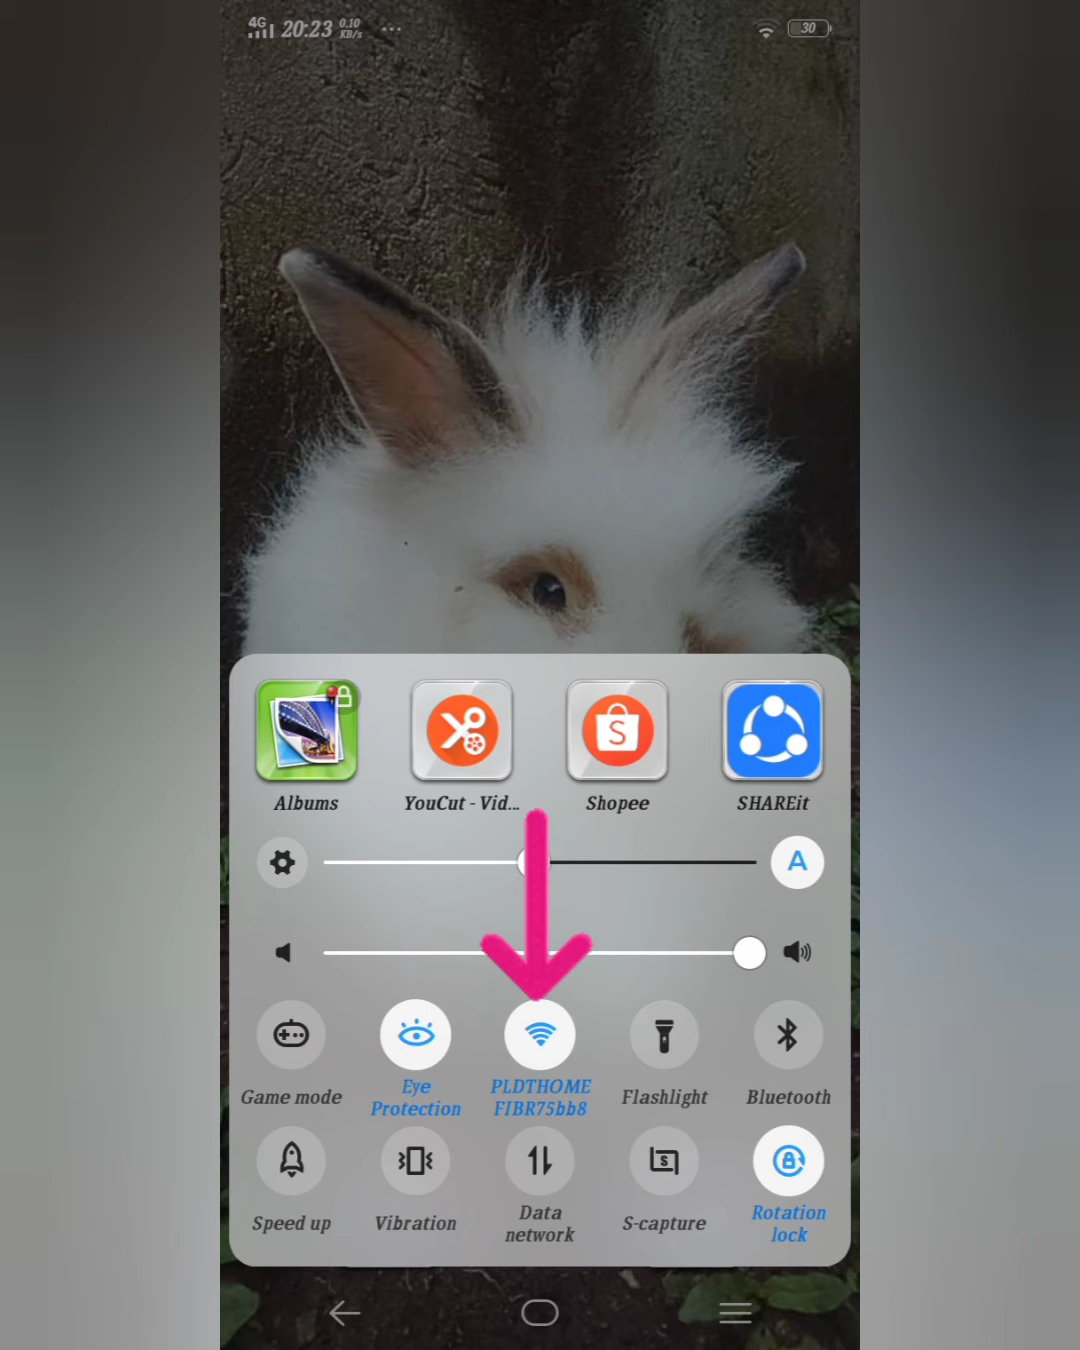 4G 20:23 0.10 KB/s ... 30
Albums YouCut - Vid... Shopee SHAREit
A
Game mode Eye Protection PLDTHOME FIBR75bb8 Flashlight Bluetooth
Speed up Vibration Data network S-capture Rotation lock